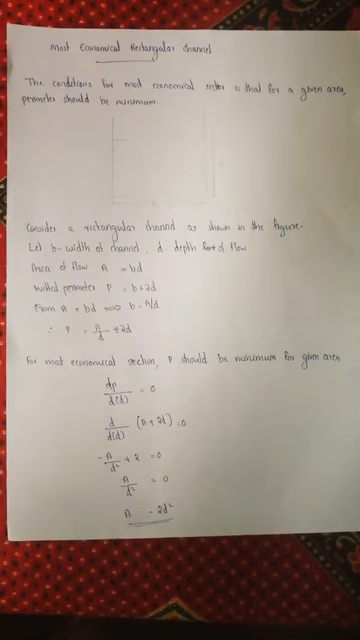 Most Economical Rectangular channel
The conditions for most economical section is that for a given area,
perimeter should be minimum.
Consider a rectangular channel as shown in the figure.
Let b- width of channel, d- depth of flow
Area of flow A = bd
Wetted perimeter P = b+2d
From A = bd ⟹ b = A/d
∴ P = A/d + 2d
For most economical section, P should be minimum for given area
dp/d(d) = 0
d/d(d) (A + 2d) = 0
-A/d² + 2 = 0
A/d² = 0
A = 2d²